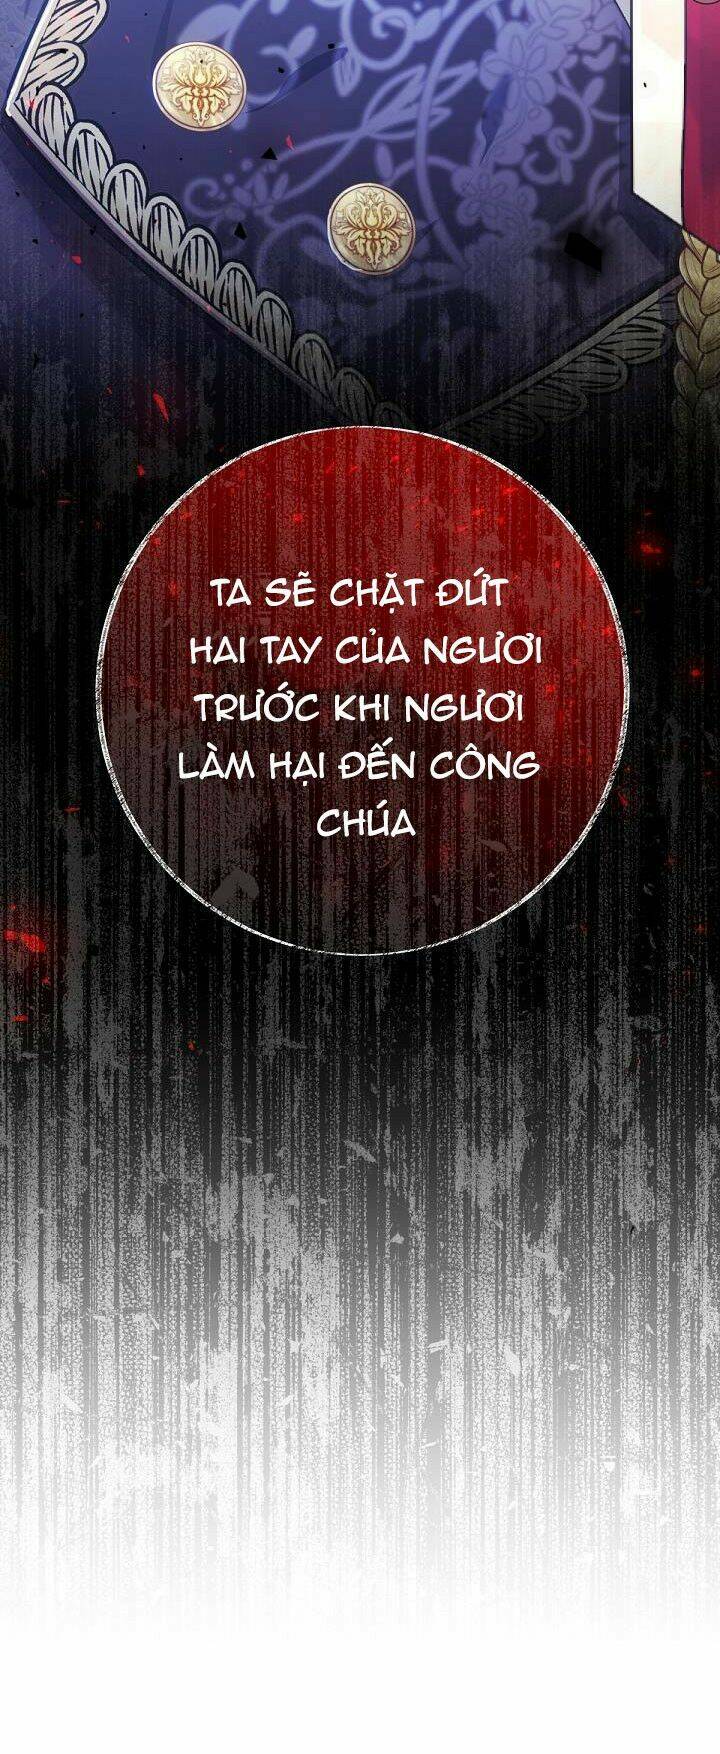 TA SẼ CHẶT ĐỨT
HAI TAY CỦA NGƯƠI
TRƯỚC KHI NGƯƠI
LÀM HẠI ĐẾN CÔNG
CHÚA